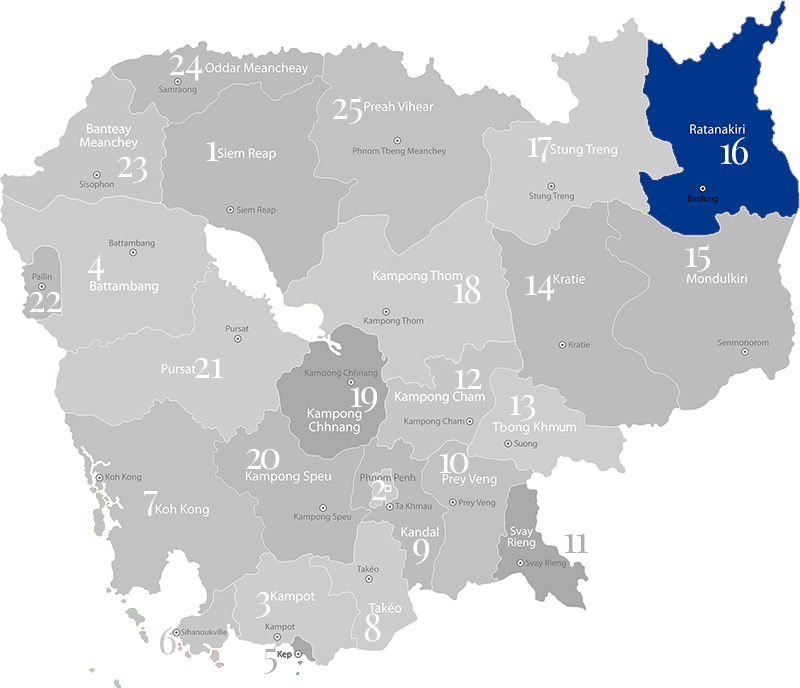 24 Oddar Meancheay
Samraong
25 Preah Vihear
Phnom Tbeng Meanchey
Banteay
Meanchey
23
Sisophon
1 Siem Reap
Siem Reap
17 Stung Treng
Stung Treng
Ratanakiri
16
Banlung
Battambang
4
Battambang
Pailin
22
Kampong Thom
18
Kampong Thom
14 Kratie
Kratie
15
Mondulkiri
Senmonorom
Pursat
Pursat 21
Kampong Chhnang
19
Kampong
Chhnang
12
Kampong Cham
Kampong Cham
13
Tbong Khmum
Suong
20
Kampong Speu
Kampong Speu
Phnom Penh
2
Ta Khmau
Kandal
9
10
Prey Veng
Prey Veng
Svay
Rieng
11
Svay Rieng
Koh Kong
7 Koh Kong
Takéo
Takéo
8
3 Kampot
Kampot
6 Sihanoukville
5 Kep